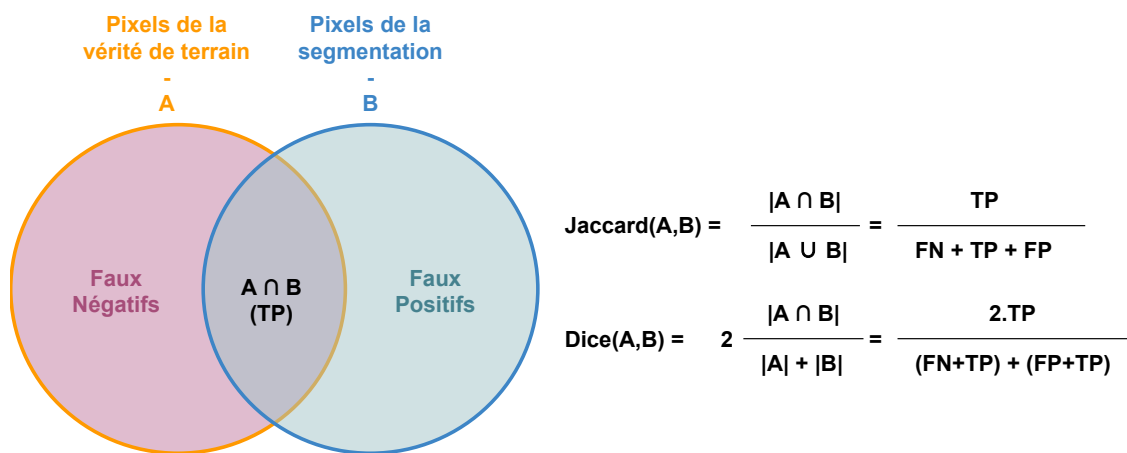 Pixels de la
vérité de terrain
-
A
Pixels de la
segmentation
-
B
Faux
Négatifs
A ∩ B
(TP)
Faux
Positifs
Jaccard(A,B) = |A ∩ B| / |A ∪ B| = TP / FN + TP + FP
Dice(A,B) = 2 |A ∩ B| / |A| + |B| = 2.TP / (FN+TP) + (FP+TP)